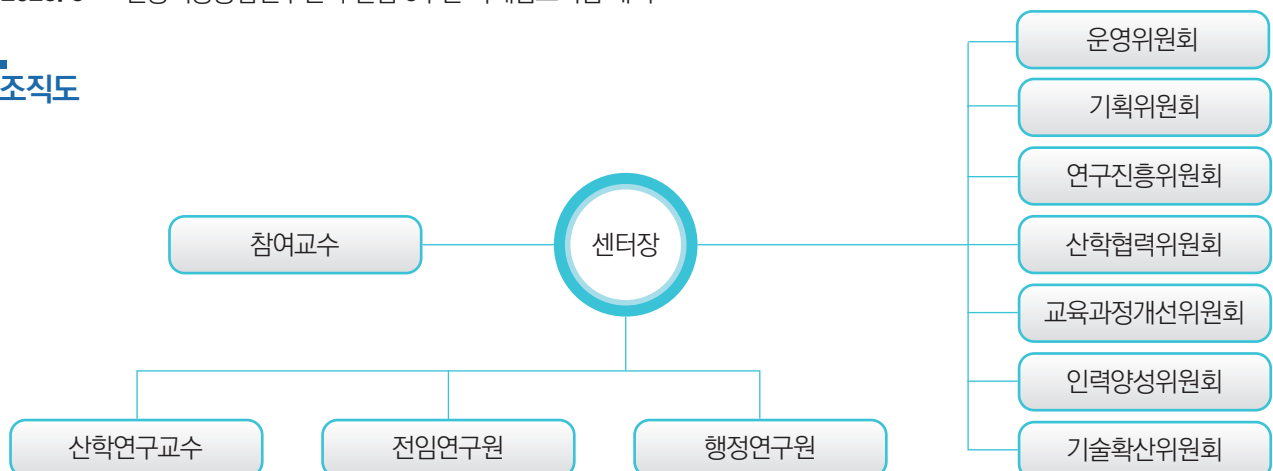 조직도
운영위원회
기획위원회
연구진흥위원회
참여교수
센터장
산학협력위원회
교육과정개선위원회
인력양성위원회
산학연구교수
전임연구원
행정연구원
기술확산위원회